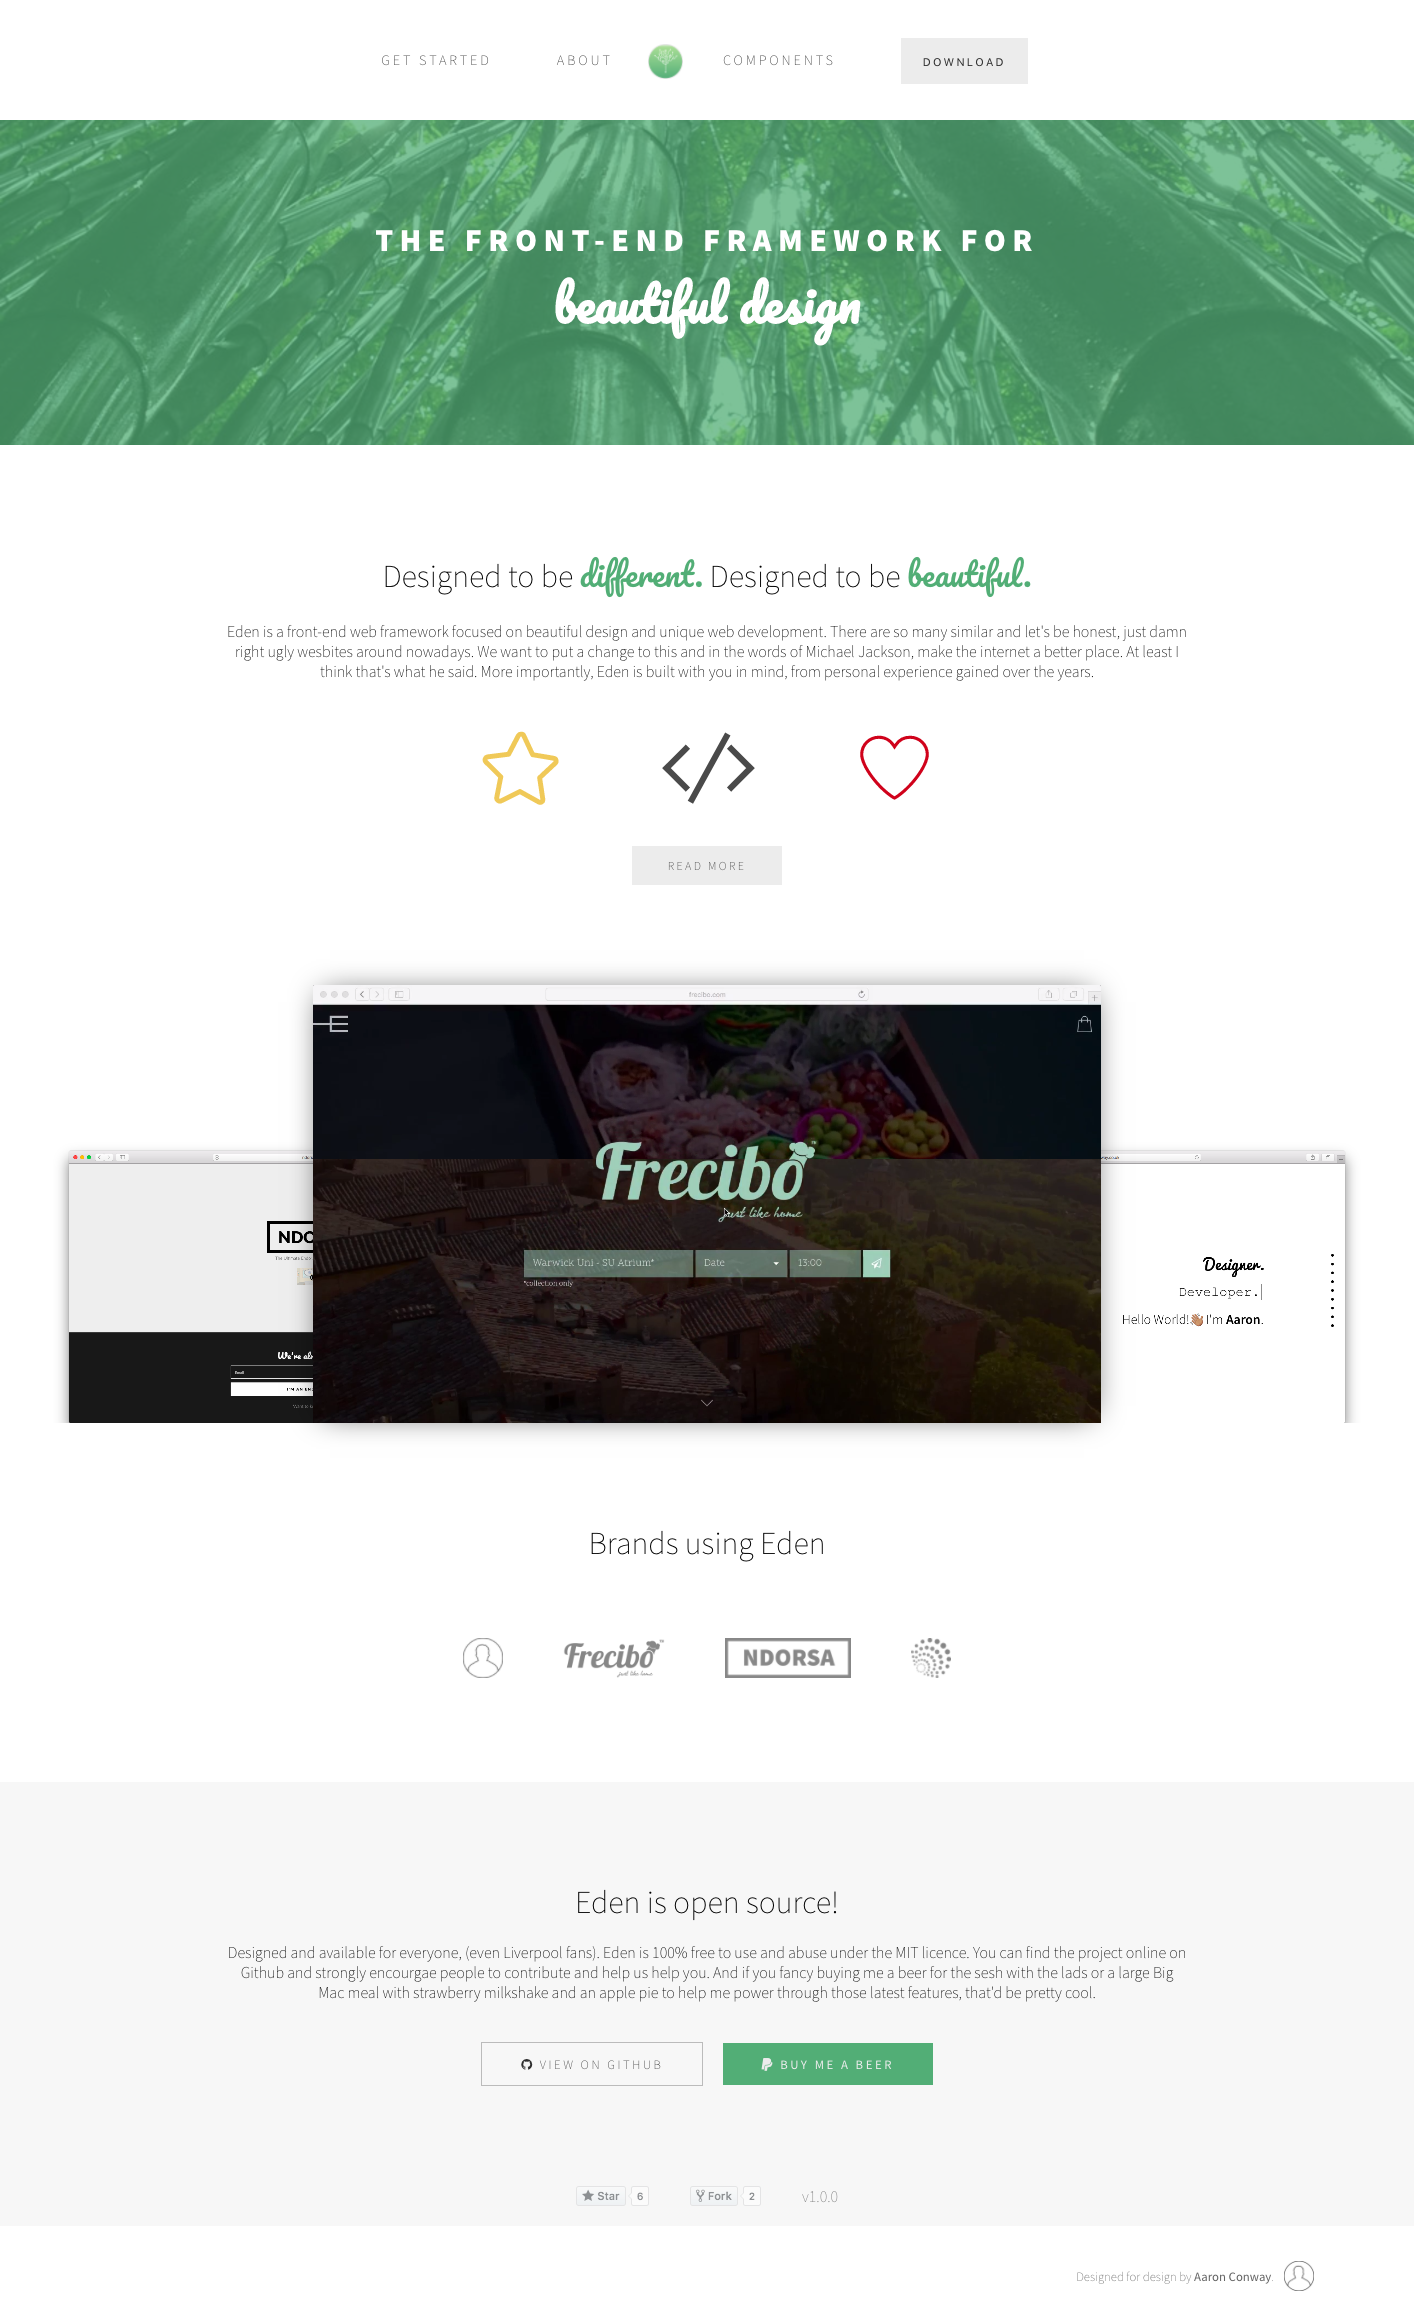 GET STARTED
ABOUT
COMPONENTS
DOWNLOAD
THE FRONT-END FRAMEWORK FOR
beautiful design
Designed to be different. Designed to be beautiful.
Eden is a front-end web framework focused on beautiful design and unique web development. There are so many similar and let's be honest, just damn
right ugly wesbites around nowadays. We want to put a change to this and in the words of Michael Jackson, make the internet a better place. At least I
think that's what he said. More importantly, Eden is built with you in mind, from personal experience gained over the years.
READ MORE
frecibo.com
Frecibo
just like home
Warwick Uni - SU Atrium*
Date
13:00
*collection only
NDO
The Ultimate
We're al
Email
I'M AN
Designer.
Developer.
Hello World!👋🏽 I'm Aaron.
Brands using Eden
Frecibo
just like home
NDORSA
Eden is open source!
Designed and available for everyone, (even Liverpool fans). Eden is 100% free to use and abuse under the MIT licence. You can find the project online on
Github and strongly encourgae people to contribute and help us help you. And if you fancy buying me a beer for the sesh with the lads or a large Big
Mac meal with strawberry milkshake and an apple pie to help me power through those latest features, that'd be pretty cool.
VIEW ON GITHUB
BUY ME A BEER
Star 6
Fork 2
v1.0.0
Designed for design by Aaron Conway.